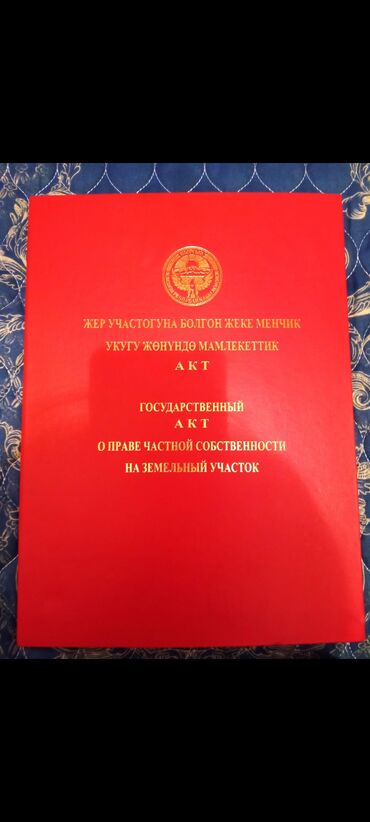 ЖЕР УЧАСТОГУНА БОЛГОН ЖЕКЕ МЕНЧИК
УКУГУ ЖӨНҮНДӨ МАМЛЕКЕТТИК
АКТ
ГОСУДАРСТВЕННЫЙ
АКТ
О ПРАВЕ ЧАСТНОЙ СОБСТВЕННОСТИ
НА ЗЕМЕЛЬНЫЙ УЧАСТОК